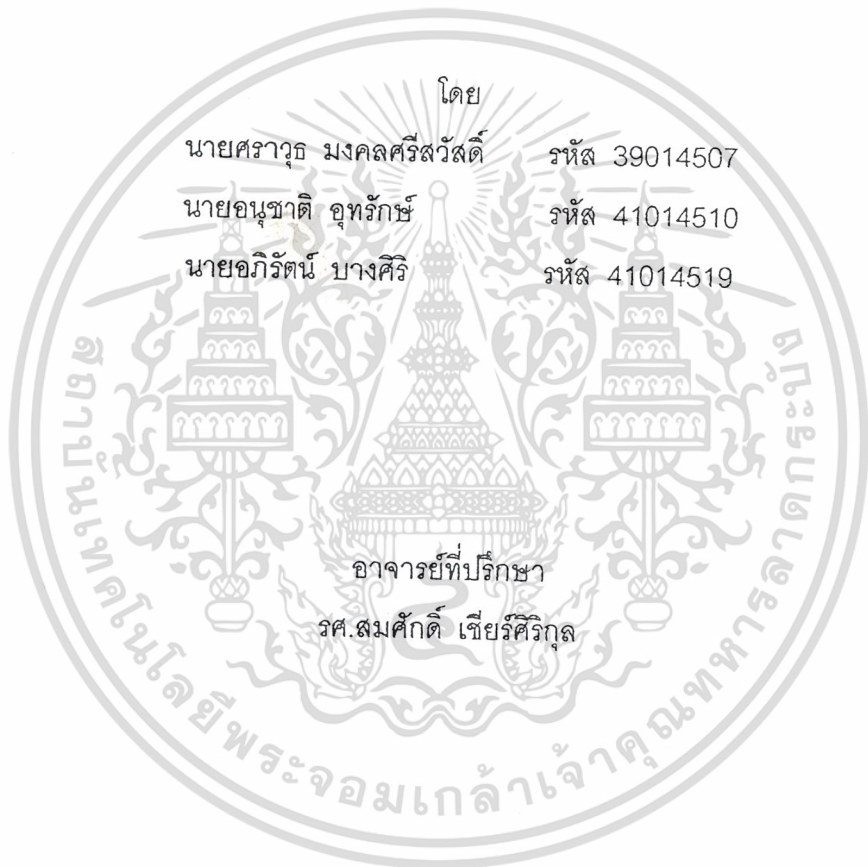 โดย
นายศราวุธ มงคลศรีสวัสดิ์ รหัส 39014507
นายอนุชาติ อุทรักษ์ รหัส 41014510
นายอภิรัตน์ บางศิริ รหัส 41014519
อาจารย์ที่ปรึกษา
รศ.สมศักดิ์ เชียร์ศิริกุล
สถาบันเทคโนโลยีพระจอมเกล้าเจ้าคุณทหารลาดกระบัง